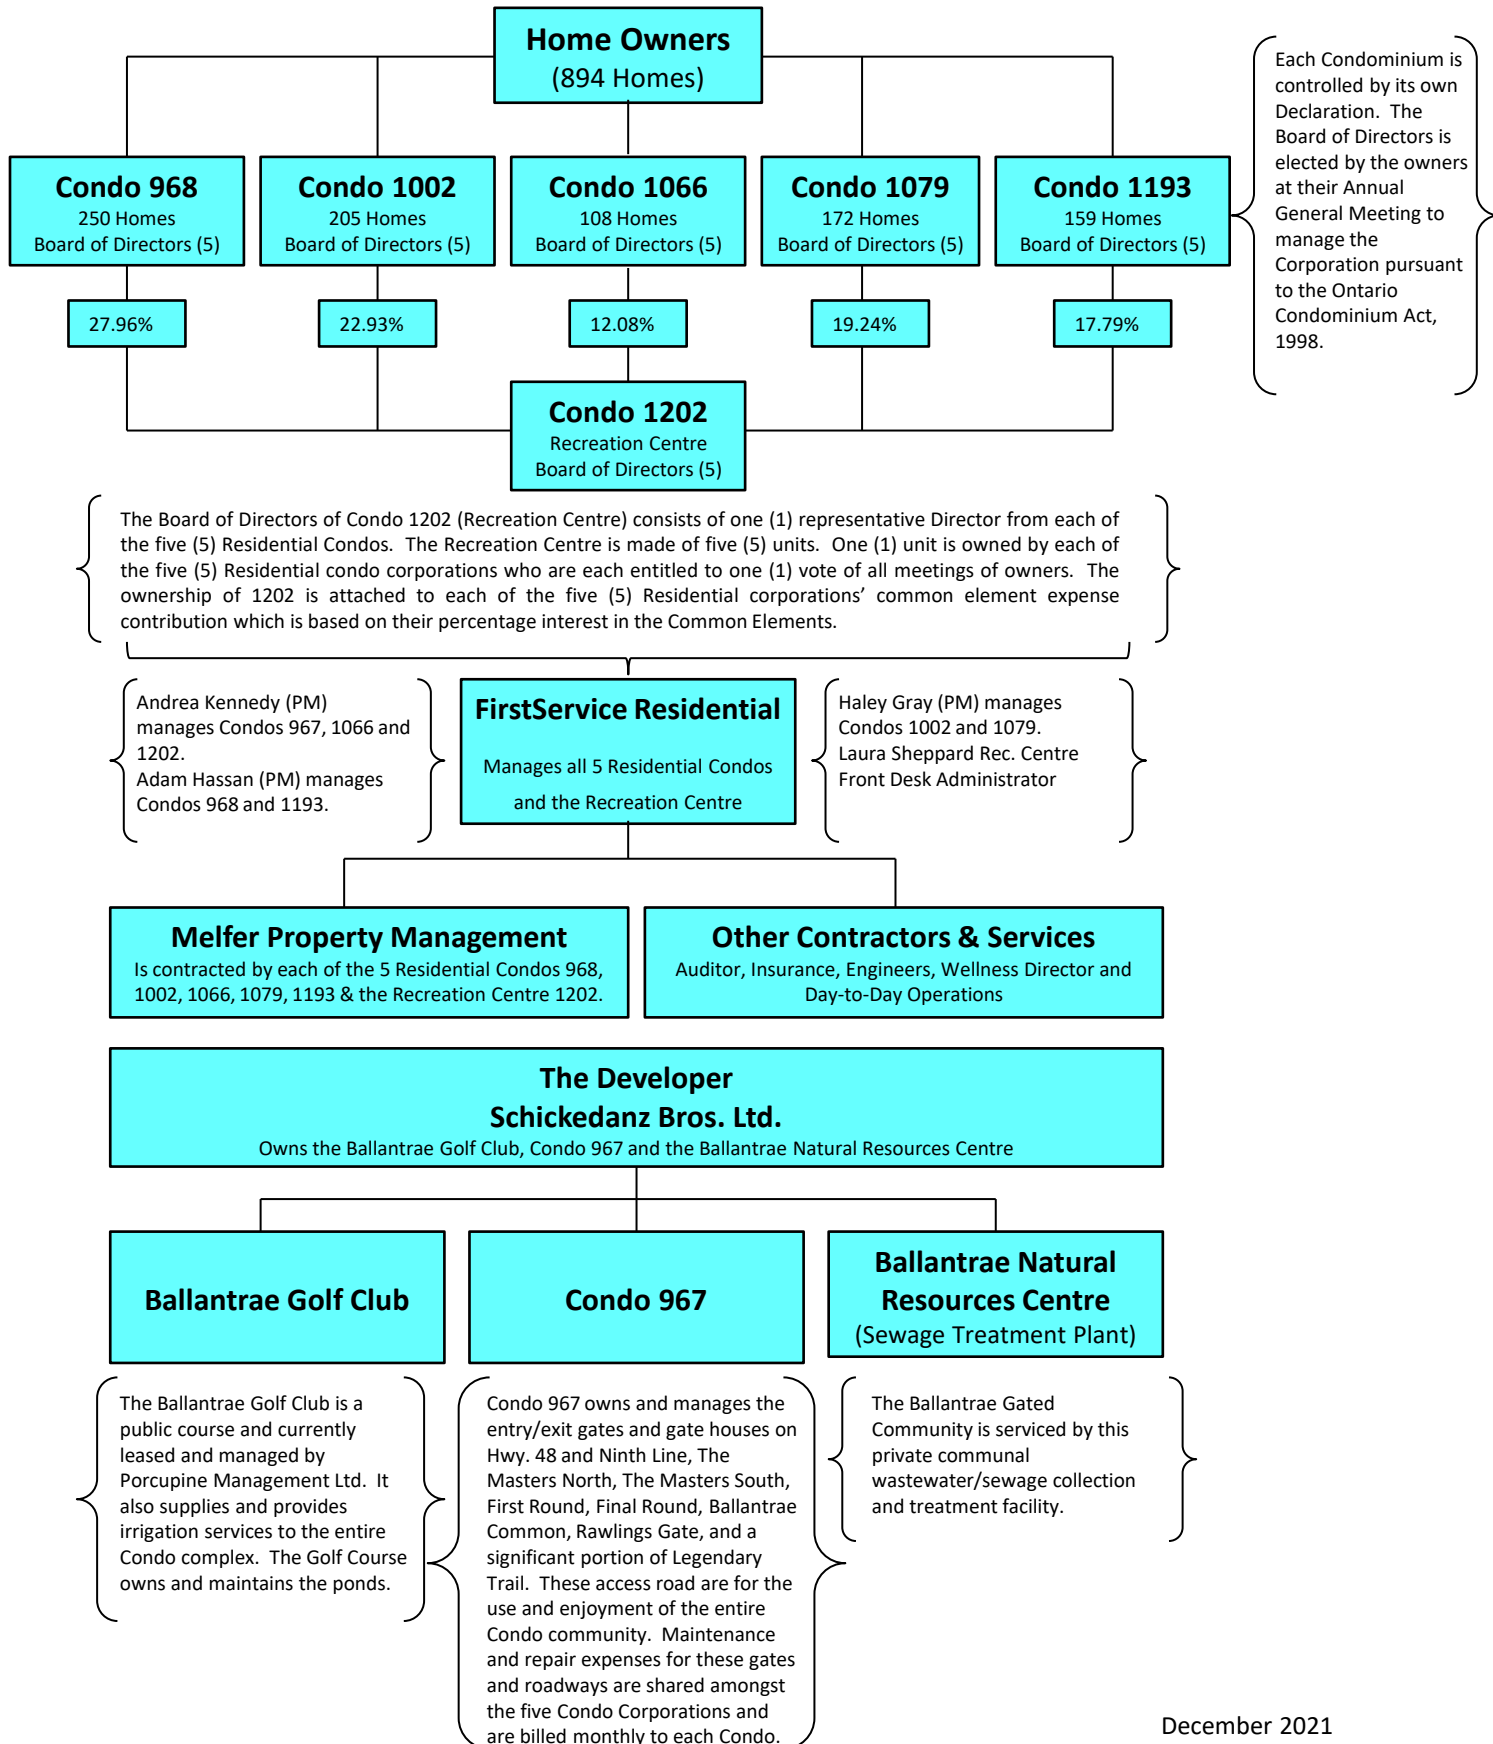 Home Owners
(894 Homes)
Each Condominium is
controlled by its own
Declaration. The
Board of Directors is
elected by the owners
at their Annual
General Meeting to
manage the
Corporation pursuant
to the Ontario
Condominium Act,
1998.
Condo 968
250 Homes
Board of Directors (5)
Condo 1002
205 Homes
Board of Directors (5)
Condo 1066
108 Homes
Board of Directors (5)
Condo 1079
172 Homes
Board of Directors (5)
Condo 1193
159 Homes
Board of Directors (5)
27.96%
22.93%
12.08%
19.24%
17.79%
Condo 1202
Recreation Centre
Board of Directors (5)
The Board of Directors of Condo 1202 (Recreation Centre) consists of one (1) representative Director from each of
the five (5) Residential Condos. The Recreation Centre is made of five (5) units. One (1) unit is owned by each of
the five (5) Residential condo corporations who are each entitled to one (1) vote of all meetings of owners. The
ownership of 1202 is attached to each of the five (5) Residential corporations’ common element expense
contribution which is based on their percentage interest in the Common Elements.
Andrea Kennedy (PM)
manages Condos 967, 1066 and
1202.
Adam Hassan (PM) manages
Condos 968 and 1193.
FirstService Residential
Manages all 5 Residential Condos
and the Recreation Centre
Haley Gray (PM) manages
Condos 1002 and 1079.
Laura Sheppard Rec. Centre
Front Desk Administrator
Melfer Property Management
Is contracted by each of the 5 Residential Condos 968,
1002, 1066, 1079, 1193 & the Recreation Centre 1202.
Other Contractors & Services
Auditor, Insurance, Engineers, Wellness Director and
Day-to-Day Operations
The Developer
Schickedanz Bros. Ltd.
Owns the Ballantrae Golf Club, Condo 967 and the Ballantrae Natural Resources Centre
Ballantrae Golf Club
Condo 967
Ballantrae Natural
Resources Centre
(Sewage Treatment Plant)
The Ballantrae Golf Club is a
public course and currently
leased and managed by
Porcupine Management Ltd. It
also supplies and provides
irrigation services to the entire
Condo complex. The Golf Course
owns and maintains the ponds.
Condo 967 owns and manages the
entry/exit gates and gate houses on
Hwy. 48 and Ninth Line, The
Masters North, The Masters South,
First Round, Final Round, Ballantrae
Common, Rawlings Gate, and a
significant portion of Legendary
Trail. These access road are for the
use and enjoyment of the entire
Condo community. Maintenance
and repair expenses for these gates
and roadways are shared amongst
the five Condo Corporations and
are billed monthly to each Condo.
The Ballantrae Gated
Community is serviced by this
private communal
wastewater/sewage collection
and treatment facility.
December 2021